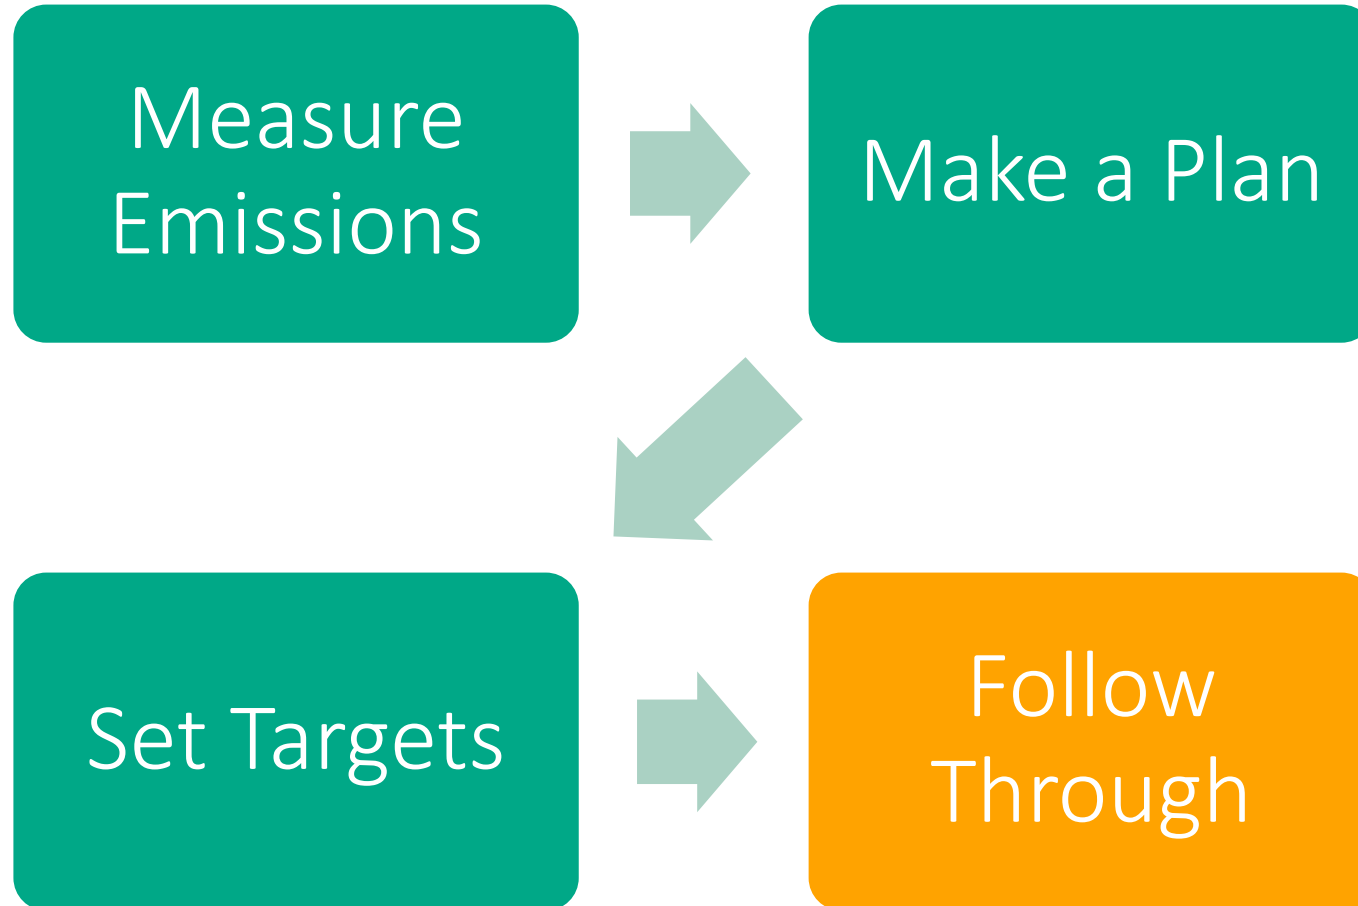 Measure
Emissions
Make a Plan
Set Targets
Follow
Through